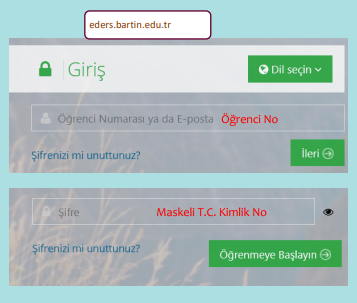 eders.bartin.edu.tr
Giriş
Dil seçin
Öğrenci Numarası ya da E-posta Öğrenci No
Şifrenizi mi unuttunuz?
İleri
Şifre Maskeli T.C. Kimlik No
Şifrenizi mi unuttunuz?
Öğrenmeye Başlayın